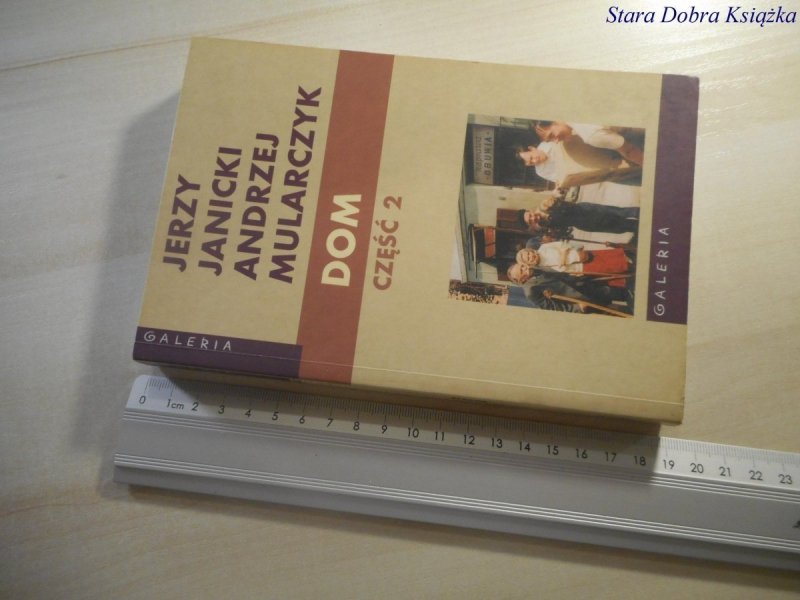 Stara Dobra Książka
JERZY
JANICKI
ANDRZEJ
MULARCZYK
DOM
CZĘŚĆ 2
OBUWIA
GALERIA
GALERIA
0 1cm 2 3 4 5 6 7 8 9 10 11 12 13 14 15 16 17 18 19 20 21 22 23